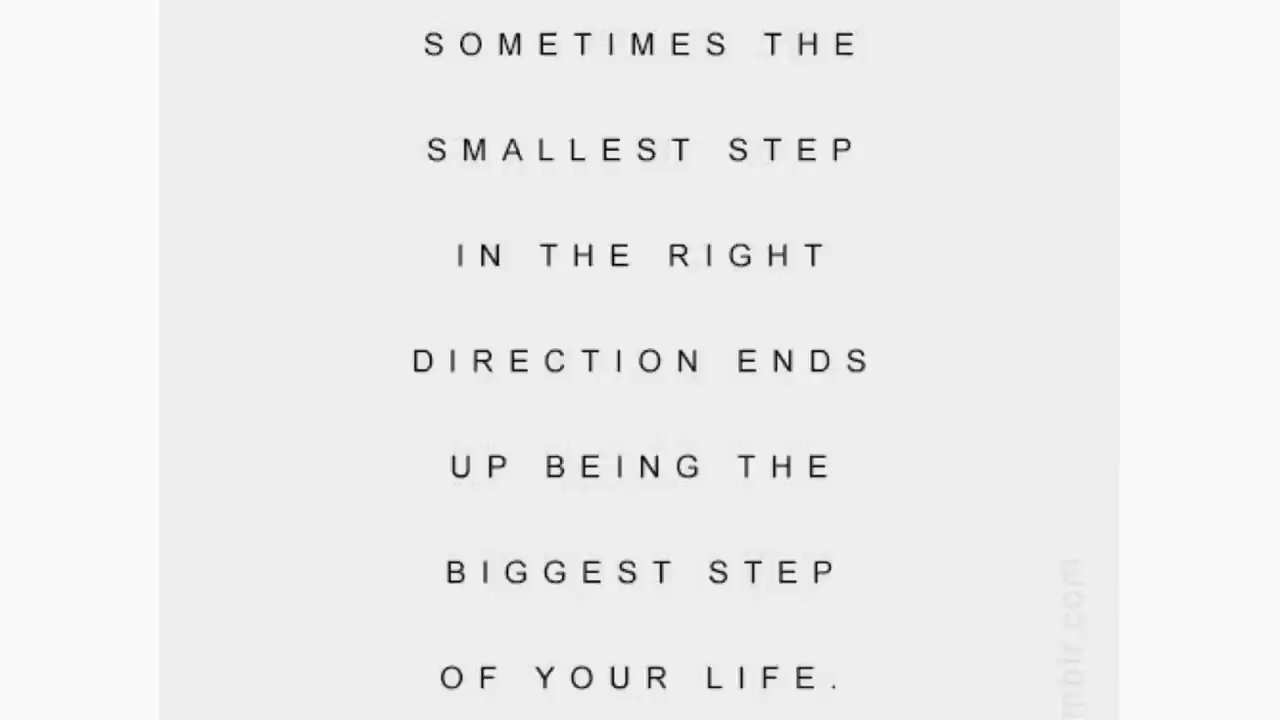 SOMETIMES THE
SMALLEST STEP
IN THE RIGHT
DIRECTION ENDS
UP BEING THE
BIGGEST STEP
OF YOUR LIFE.